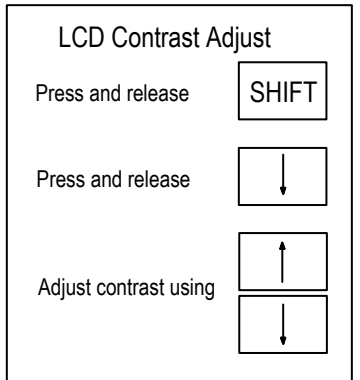 LCD Contrast Adjust
Press and release SHIFT
Press and release ↓
Adjust contrast using ↑
↓